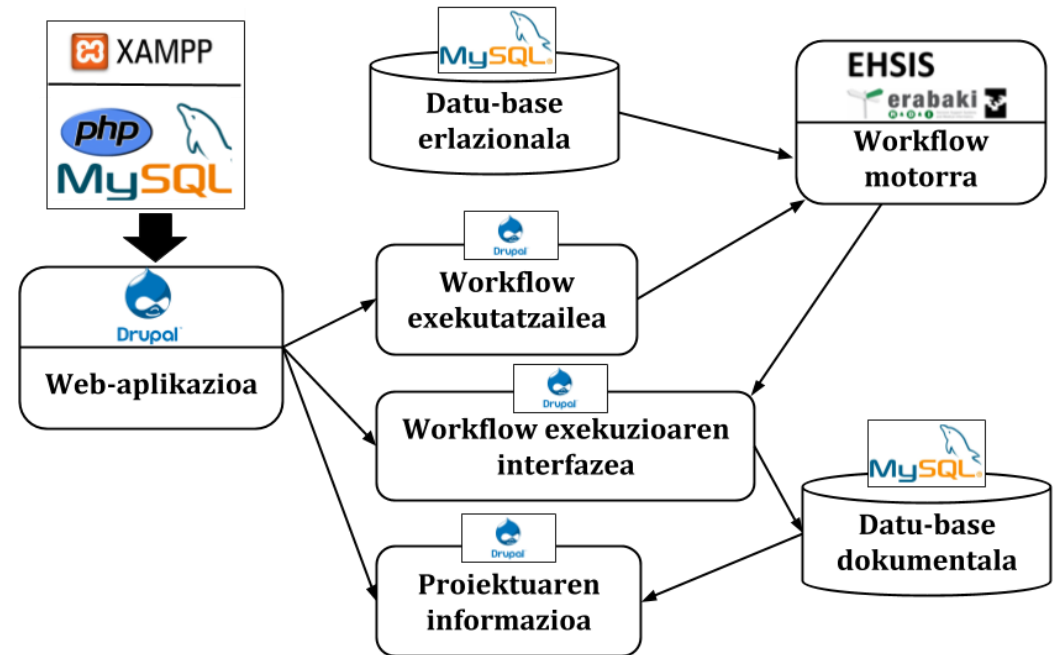 XAMPP
php
MySQL
Drupal
Web-aplikazioa
MySQL
Datu-base
erlazionala
EHSIS
erabaki
Workflow
motorra
Drupal
Workflow
exekutatzailea
Drupal
Workflow exekuzioaren
interfazea
MySQL
Datu-base
dokumentala
Drupal
Proiektuaren
informazioa